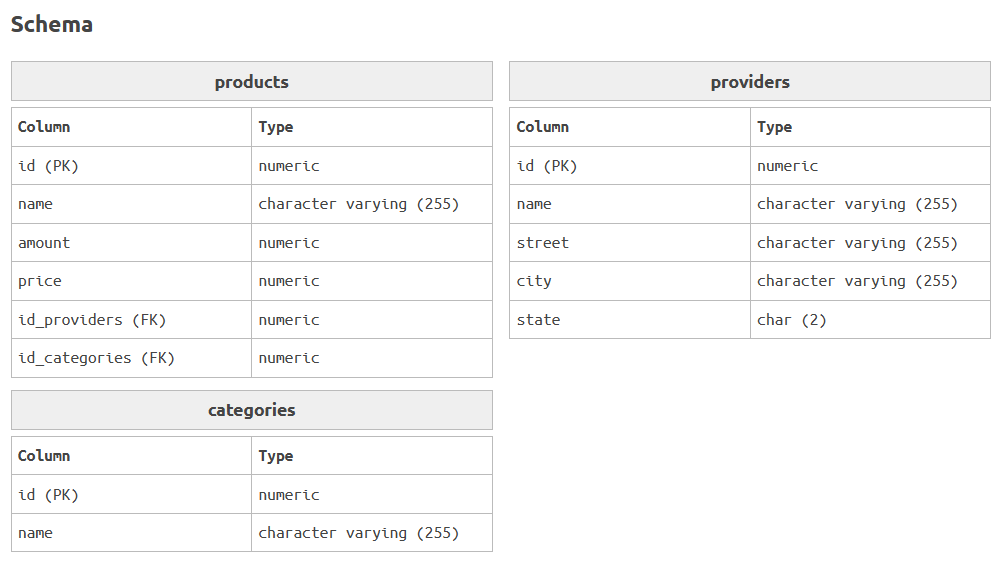 Schema
products
Column Type
id (PK) numeric
name character varying (255)
amount numeric
price numeric
id_providers (FK) numeric
id_categories (FK) numeric
providers
Column Type
id (PK) numeric
name character varying (255)
street character varying (255)
city character varying (255)
state char (2)
categories
Column Type
id (PK) numeric
name character varying (255)